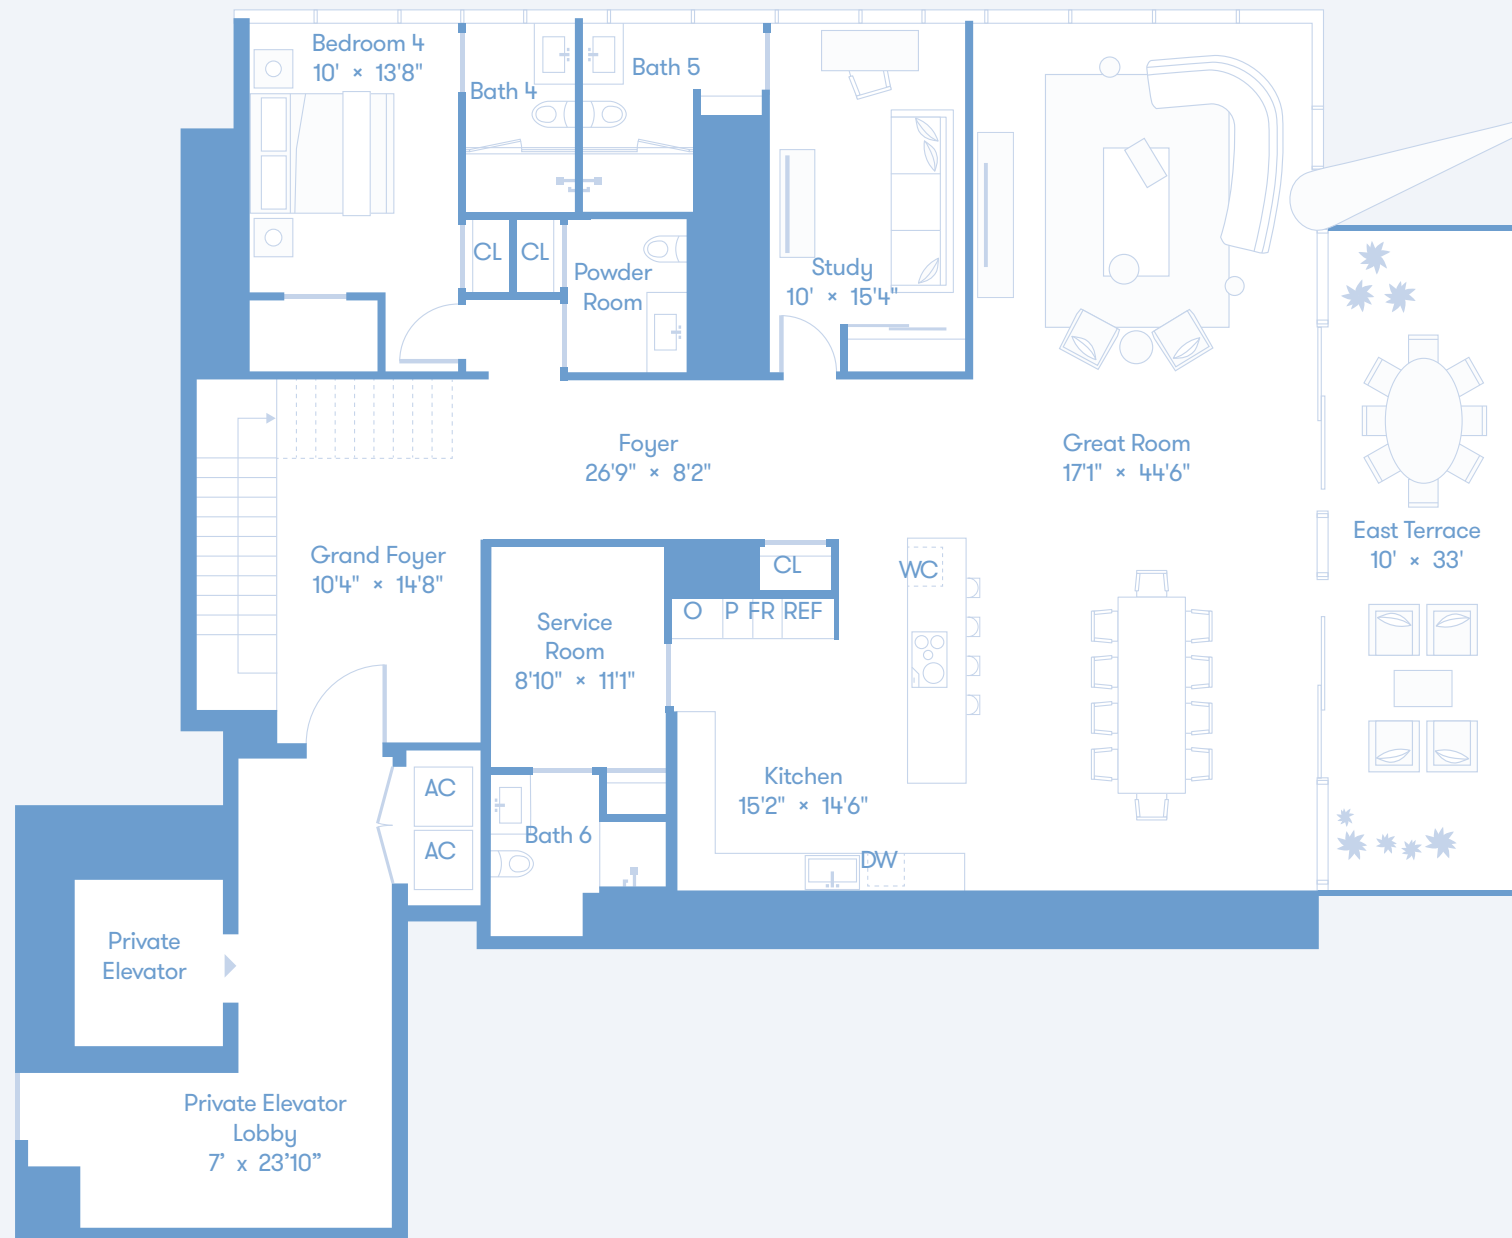 Bedroom 4
10' × 13'8"
Bath 4
Bath 5
CL
CL
Powder
Room
Study
10' × 15'4"
Foyer
26'9" × 8'2"
Great Room
17'1" × 44'6"
East Terrace
10' × 33'
Grand Foyer
10'4" × 14'8"
CL
WC
O
P
FR
REF
Service
Room
8'10" × 11'1"
Kitchen
15'2" × 14'6"
AC
AC
Bath 6
DW
Private
Elevator
Private Elevator
Lobby
7’ x 23’10”